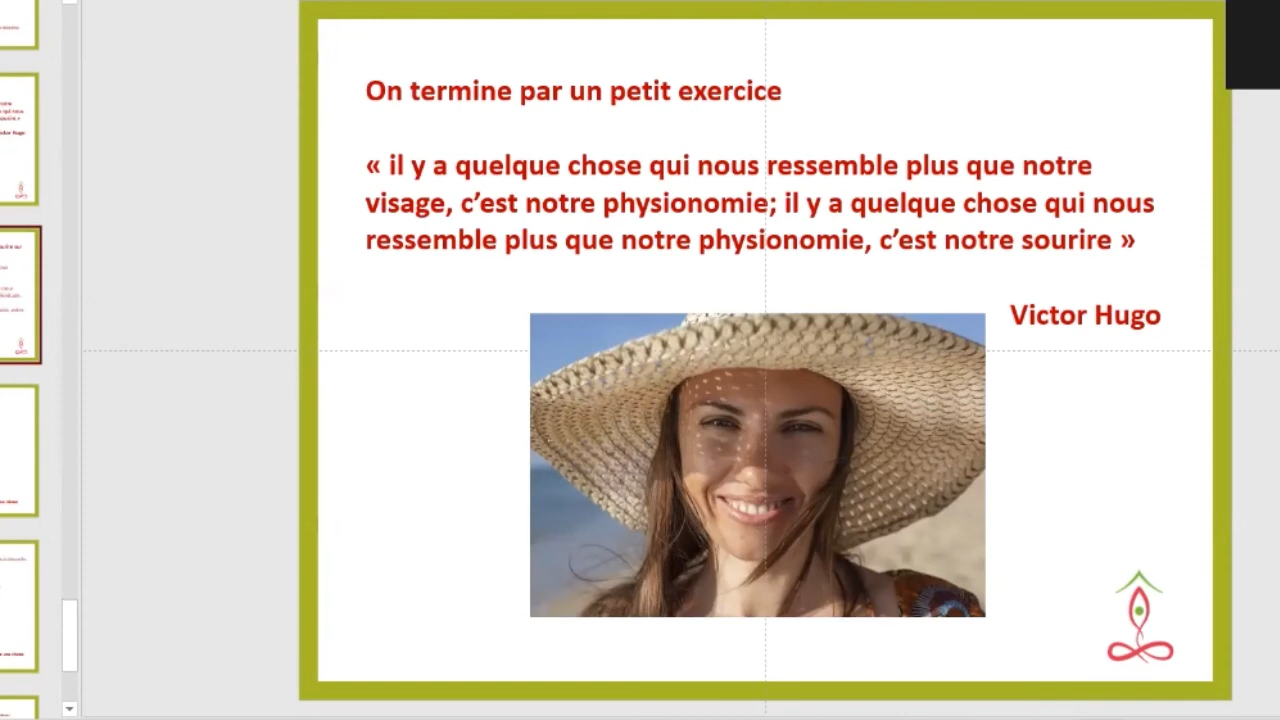 On termine par un petit exercice
« il y a quelque chose qui nous ressemble plus que notre
visage, c’est notre physionomie; il y a quelque chose qui nous
ressemble plus que notre physionomie, c’est notre sourire »
Victor Hugo